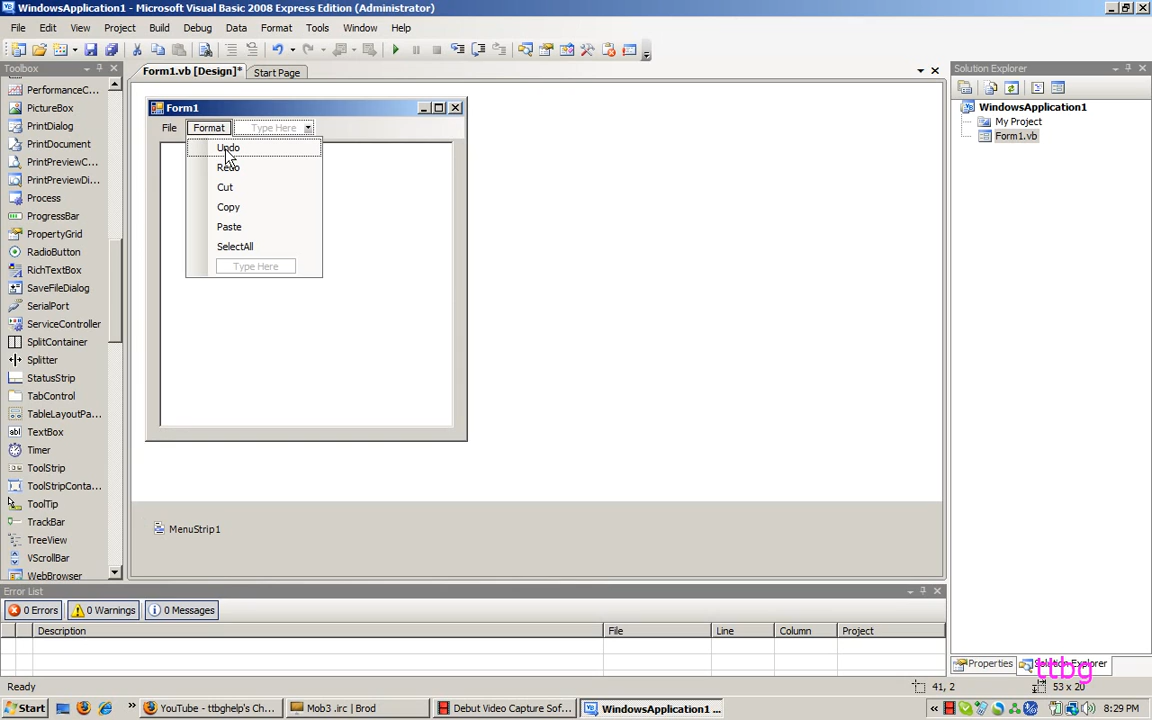 WindowsApplication1 - Microsoft Visual Basic 2008 Express Edition (Administrator)
File Edit View Project Build Debug Data Format Tools Window Help
Toolbox
Form1.vb [Design]* Start Page
Solution Explorer
PerformanceC...
PictureBox
PrintDialog
PrintDocument
PrintPreviewC...
PrintPreviewDi...
Process
ProgressBar
PropertyGrid
RadioButton
RichTextBox
SaveFileDialog
SerialPort
ServiceController
SplitContainer
Splitter
StatusStrip
TabControl
TableLayoutPa...
TextBox
Timer
ToolStrip
ToolStripConta...
ToolTip
TrackBar
TreeView
VScrollBar
WebBrowser
Form1
File Format Type Here
Undo
Redo
Cut
Copy
Paste
SelectAll
Type Here
MenuStrip1
WindowsApplication1
My Project
Form1.vb
Error List
0 Errors 0 Warnings 0 Messages
Description File Line Column Project
Properties Solution Explorer
ttbg
Ready 41, 2 53 x 20
Start YouTube - ttbghelp's Ch... Mob3 .irc | Brod Debut Video Capture Sof... WindowsApplication1 ... 8:29 PM